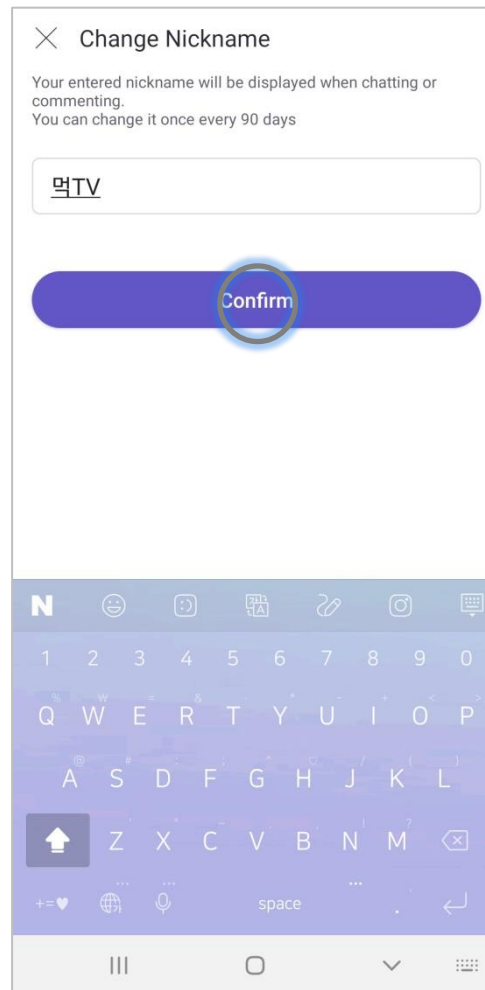 Change Nickname
Your entered nickname will be displayed when chatting or
commenting.
You can change it once every 90 days
먹TV
Confirm
N
1 2 3 4 5 6 7 8 9 0
Q W E R T Y U I O P
A S D F G H J K L
Z X C V B N M
+=♥ space .